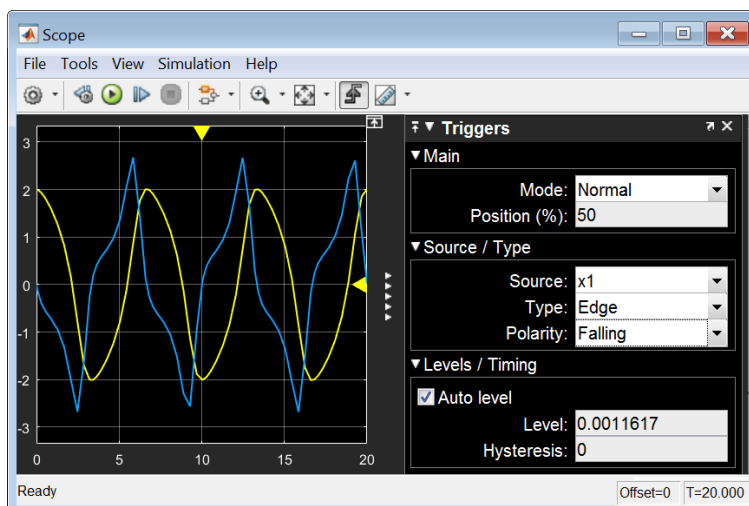 Scope
File Tools View Simulation Help
Triggers
Main
Mode: Normal
Position (%): 50
Source / Type
Source: x1
Type: Edge
Polarity: Falling
Levels / Timing
Auto level
Level: 0.0011617
Hysteresis: 0
3
2
1
0
-1
-2
-3
0 5 10 15 20
Ready Offset=0 T=20.000